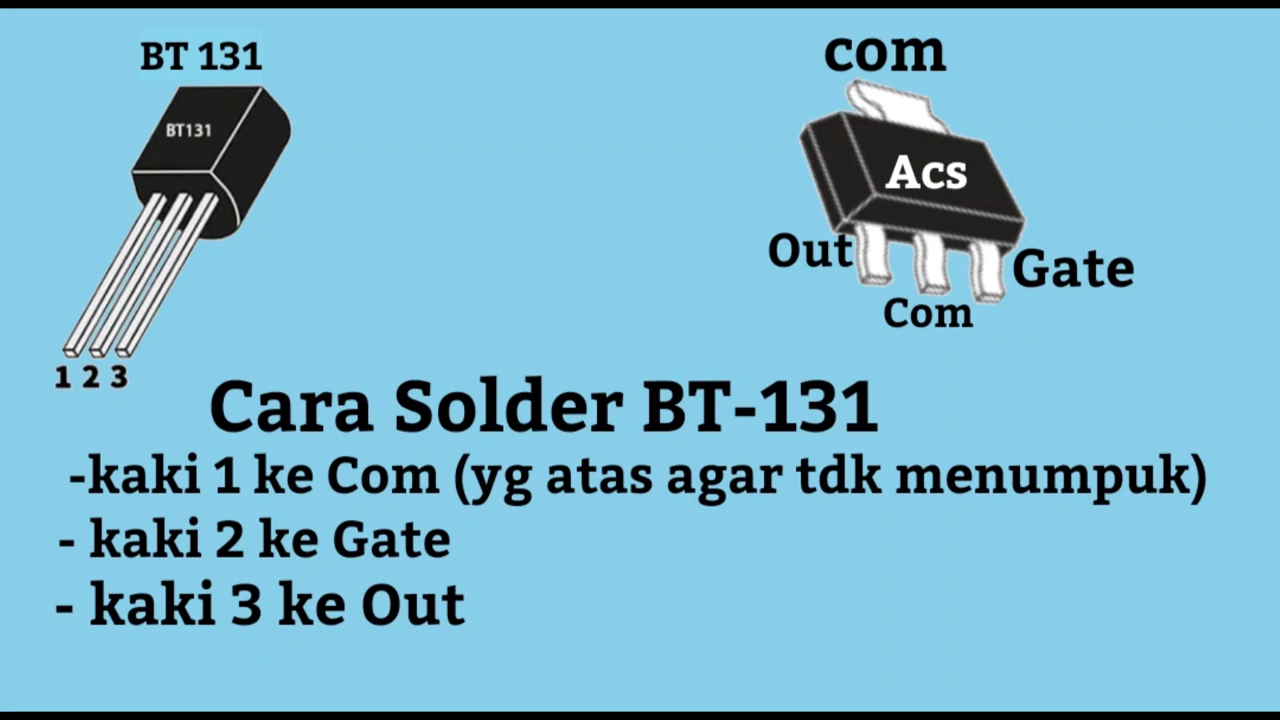 BT 131
com
BT131
Acs
Out
Gate
Com
1 2 3
Cara Solder BT-131
-kaki 1 ke Com (yg atas agar tdk menumpuk)
- kaki 2 ke Gate
- kaki 3 ke Out